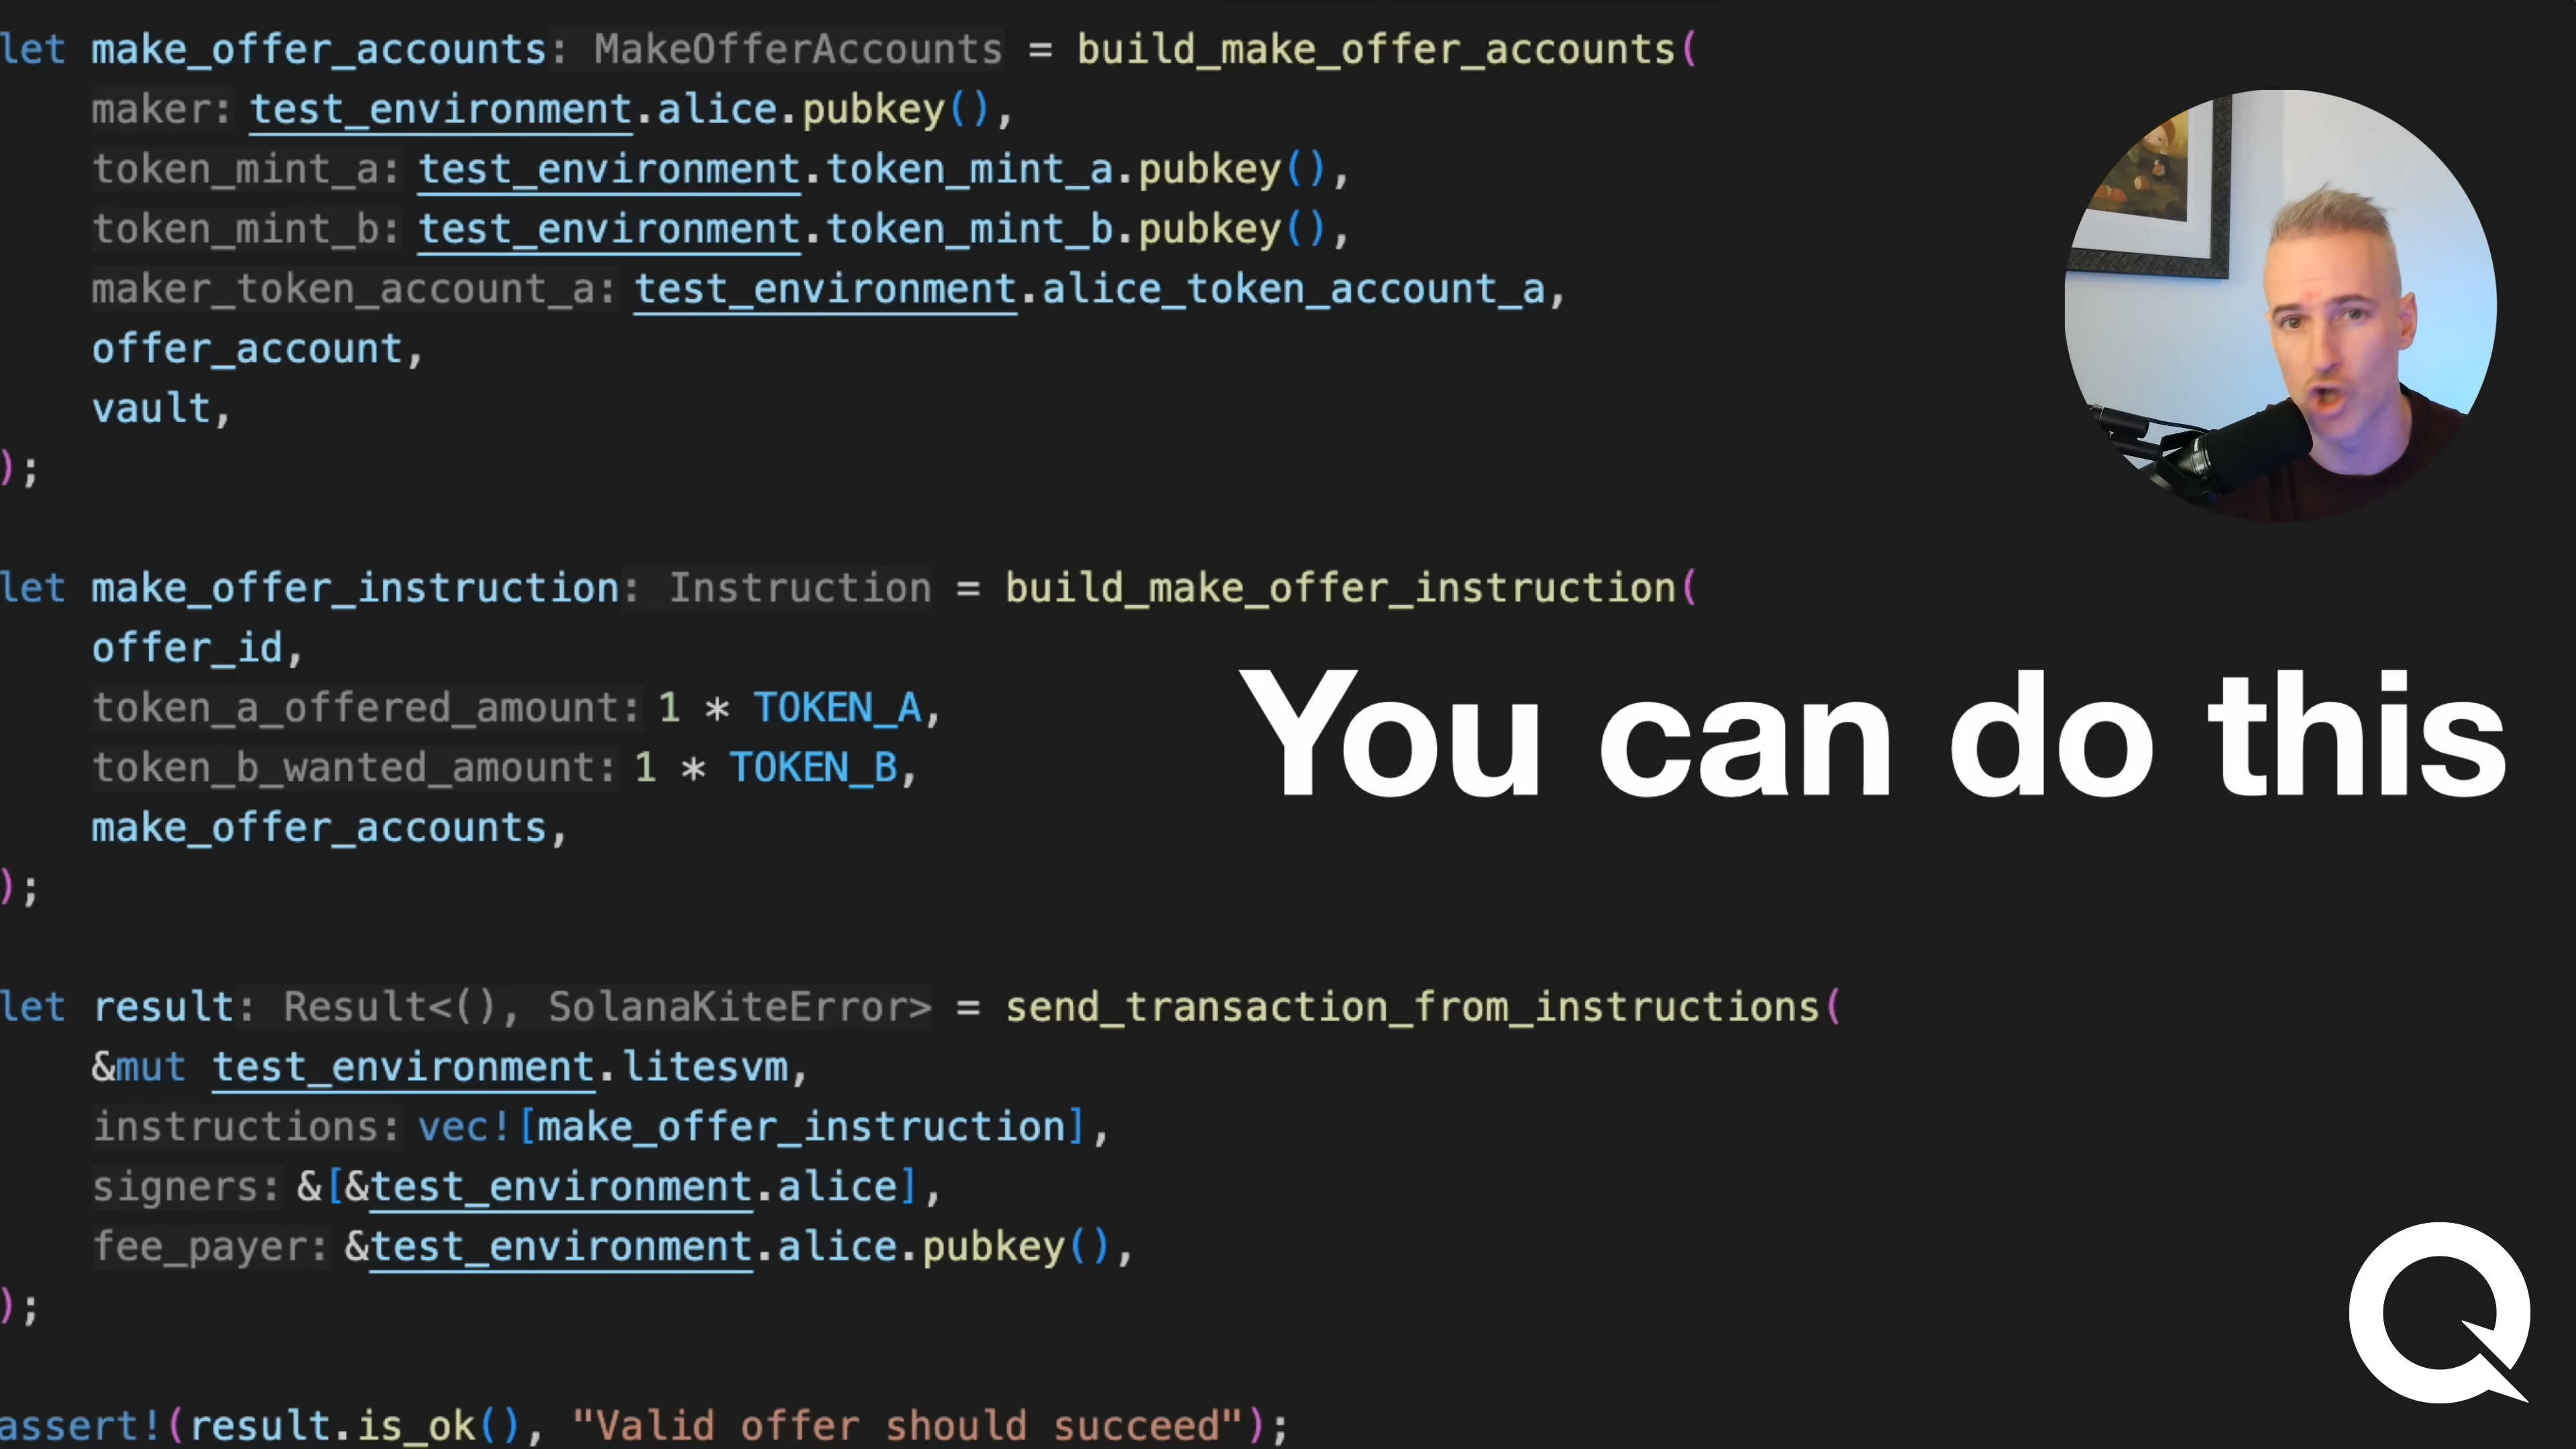 let make_offer_accounts: MakeOfferAccounts = build_make_offer_accounts(
maker: test_environment.alice.pubkey(),
token_mint_a: test_environment.token_mint_a.pubkey(),
token_mint_b: test_environment.token_mint_b.pubkey(),
maker_token_account_a: test_environment.alice_token_account_a,
offer_account,
vault,
);
let make_offer_instruction: Instruction = build_make_offer_instruction(
offer_id,
token_a_offered_amount: 1 * TOKEN_A,
token_b_wanted_amount: 1 * TOKEN_B,
make_offer_accounts,
);
You can do this
let result: Result<(), SolanaKiteError> = send_transaction_from_instructions(
&mut test_environment.litesvm,
instructions: vec![make_offer_instruction],
signers: &[&test_environment.alice],
fee_payer: &test_environment.alice.pubkey(),
);
assert!(result.is_ok(), "Valid offer should succeed");